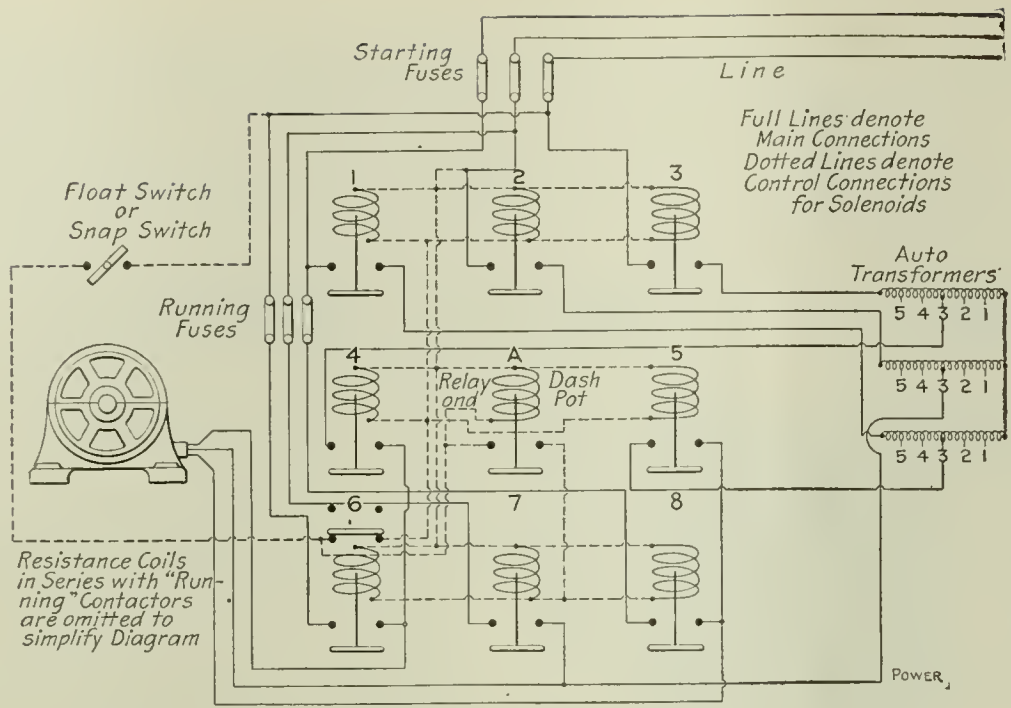 Starting
Fuses
Line
Full Lines denote
Main Connections
Dotted Lines denote
Control Connections
for Solenoids
1
2
3
Float Switch
or
Snap Switch
Auto
Transformers
5 4 3 2 1
Running
Fuses
4
A
5
Relay
and
Dash
Pot
5 4 3 2 1
5 4 3 2 1
6
7
8
Resistance Coils
in Series with "Run-
ning" Contactors
are omitted to
simplify Diagram
POWER